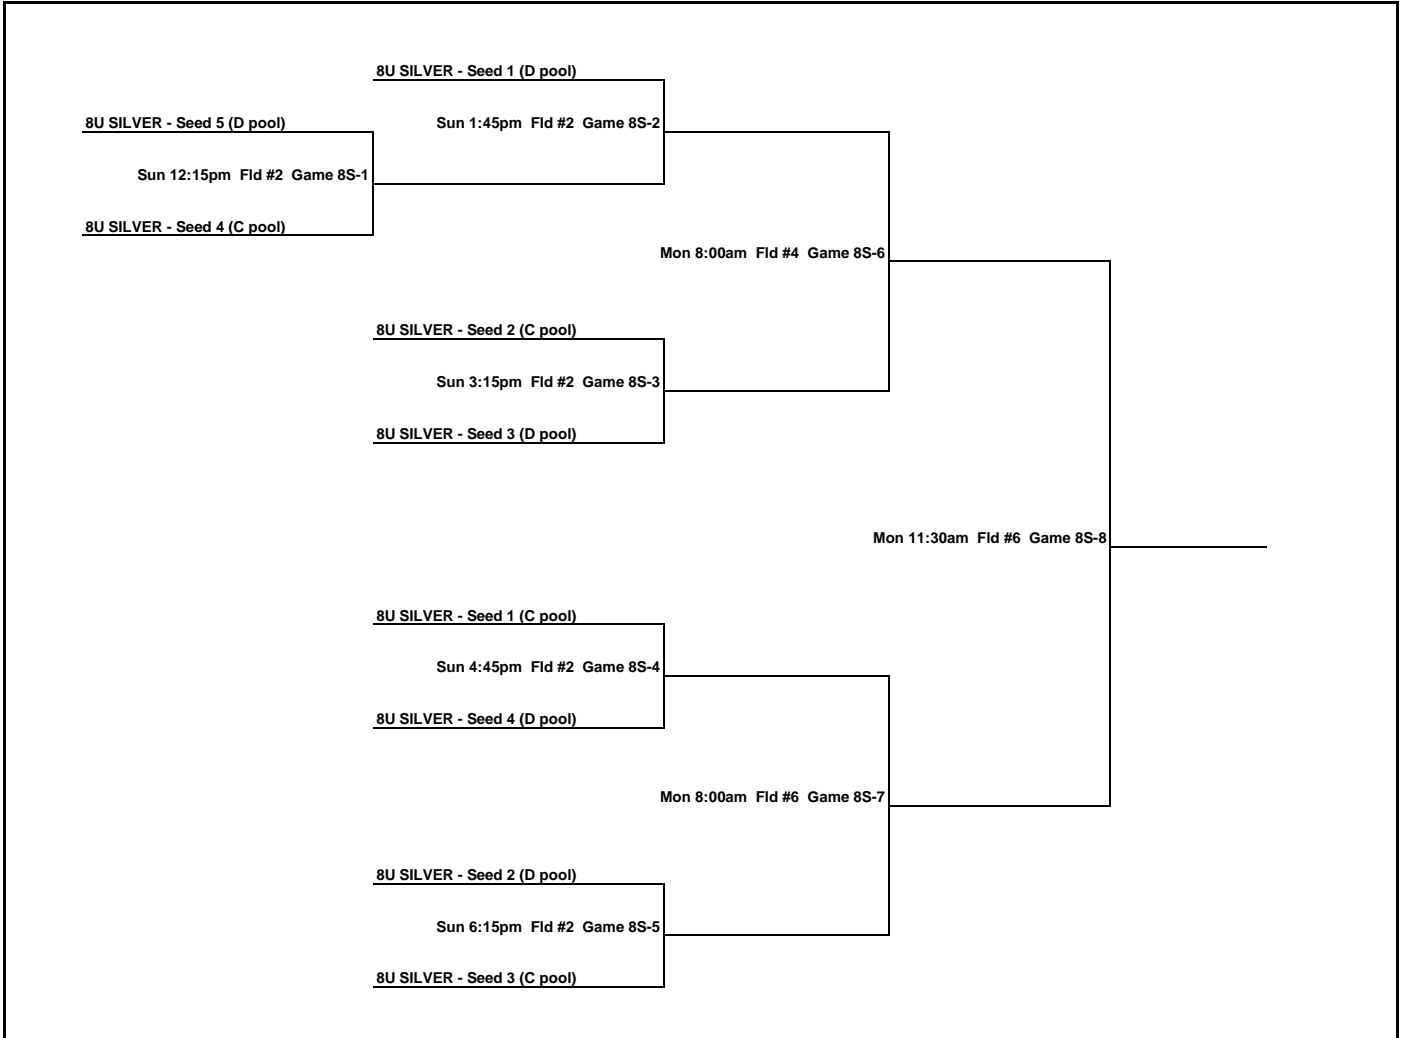 8U SILVER - Seed 1 (D pool)
8U SILVER - Seed 5 (D pool)
Sun 1:45pm  Fld #2  Game 8S-2
Sun 12:15pm  Fld #2  Game 8S-1
8U SILVER - Seed 4 (C pool)
Mon 8:00am  Fld #4  Game 8S-6
8U SILVER - Seed 2 (C pool)
Sun 3:15pm  Fld #2  Game 8S-3
8U SILVER - Seed 3 (D pool)
Mon 11:30am  Fld #6  Game 8S-8
8U SILVER - Seed 1 (C pool)
Sun 4:45pm  Fld #2  Game 8S-4
8U SILVER - Seed 4 (D pool)
Mon 8:00am  Fld #6  Game 8S-7
8U SILVER - Seed 2 (D pool)
Sun 6:15pm  Fld #2  Game 8S-5
8U SILVER - Seed 3 (C pool)